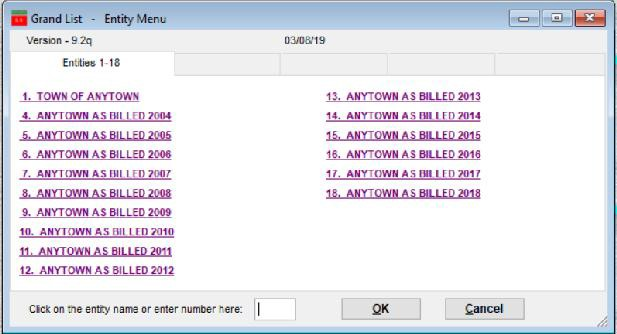 Grand List - Entity Menu
Version - 9.2q 03/08/19
Entities 1-18
1. TOWN OF ANYTOWN
4. ANYTOWN AS BILLED 2004
5. ANYTOWN AS BILLED 2005
6. ANYTOWN AS BILLED 2006
7. ANYTOWN AS BILLED 2007
8. ANYTOWN AS BILLED 2008
9. ANYTOWN AS BILLED 2009
10. ANYTOWN AS BILLED 2010
11. ANYTOWN AS BILLED 2011
12. ANYTOWN AS BILLED 2012
13. ANYTOWN AS BILLED 2013
14. ANYTOWN AS BILLED 2014
15. ANYTOWN AS BILLED 2015
16. ANYTOWN AS BILLED 2016
17. ANYTOWN AS BILLED 2017
18. ANYTOWN AS BILLED 2018
Click on the entity name or enter number here: OK Cancel